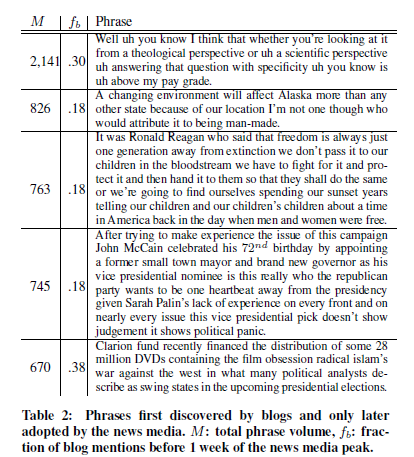 M | f_b | Phrase
Well uh you know I think that whether you're looking at it
from a theological perspective or uh a scientific perspective
2,141 .30 uh answering that question with specificity uh you know is
uh above my pay grade.
A changing environment will affect Alaska more than any
826 .18 other state because of our location I'm not one though who
would attribute it to being man-made.
It was Ronald Reagan who said that freedom is always just
one generation away from extinction we don't pass it to our
children in the bloodstream we have to fight for it and pro-
763 .18 tect it and then hand it to them so that they shall do the same
or we're going to find ourselves spending our sunset years
telling our children and our children's children about a time
in America back in the day when men and women were free.
After trying to make experience the issue of this campaign
John McCain celebrated his 72nd birthday by appointing
a former small town mayor and brand new governor as his
vice presidential nominee is this really who the republican
745 .18 party wants to be one heartbeat away from the presidency
given Sarah Palin's lack of experience on every front and on
nearly every issue this vice presidential pick doesn't show
judgement it shows political panic.
Clarion fund recently financed the distribution of some 28
million DVDs containing the film obsession radical islam's
670 .38 war against the west in what many political analysts de-
scribe as swing states in the upcoming presidential elections.
Table 2: Phrases first discovered by blogs and only later
adopted by the news media. M: total phrase volume, f_b: frac-
tion of blog mentions before 1 week of the news media peak.